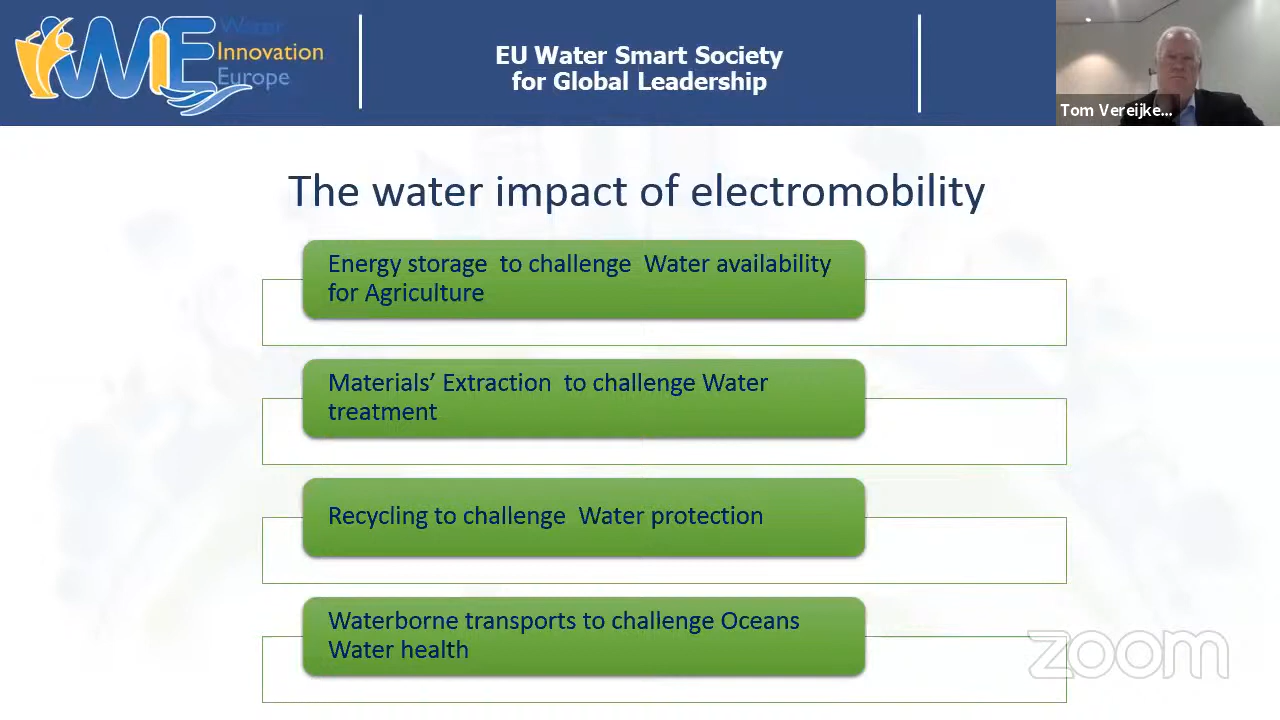 WIE
Water
Innovation
Europe
EU Water Smart Society
for Global Leadership
Tom Vereijke...
The water impact of electromobility
Energy storage to challenge Water availability
for Agriculture
Materials’ Extraction to challenge Water
treatment
Recycling to challenge Water protection
Waterborne transports to challenge Oceans
Water health
zoom